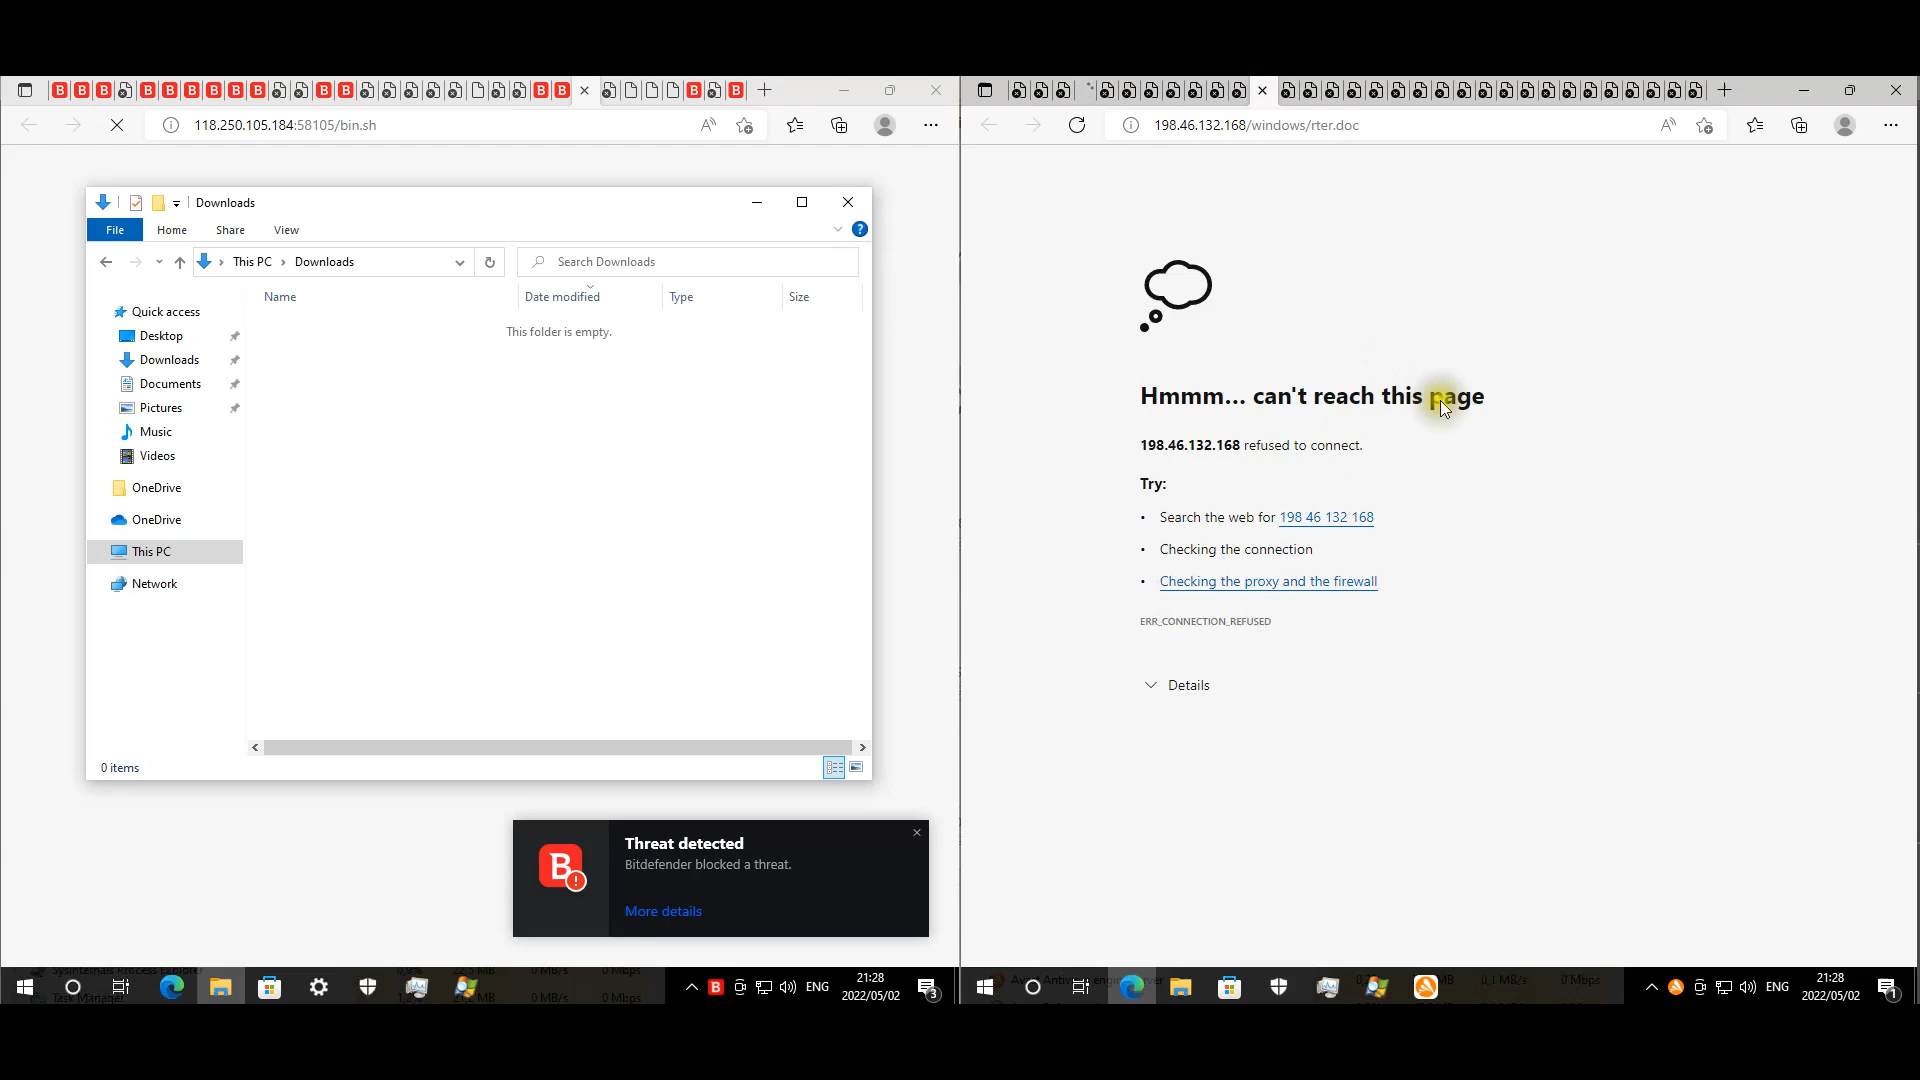 118.250.105.184:58105/bin.sh
Downloads
File Home Share View
This PC > Downloads
Search Downloads
Name Date modified Type Size
This folder is empty.
Quick access
Desktop
Downloads
Documents
Pictures
Music
Videos
OneDrive
OneDrive
This PC
Network
0 items
B
Threat detected
Bitdefender blocked a threat.
More details
ENG
21:28
2022/05/02
3
198.46.132.168/windows/rter.doc
Hmmm... can't reach this page
198.46.132.168 refused to connect.
Try:
• Search the web for 198 46 132 168
• Checking the connection
• Checking the proxy and the firewall
ERR_CONNECTION_REFUSED
Details
ENG
21:28
2022/05/02
1